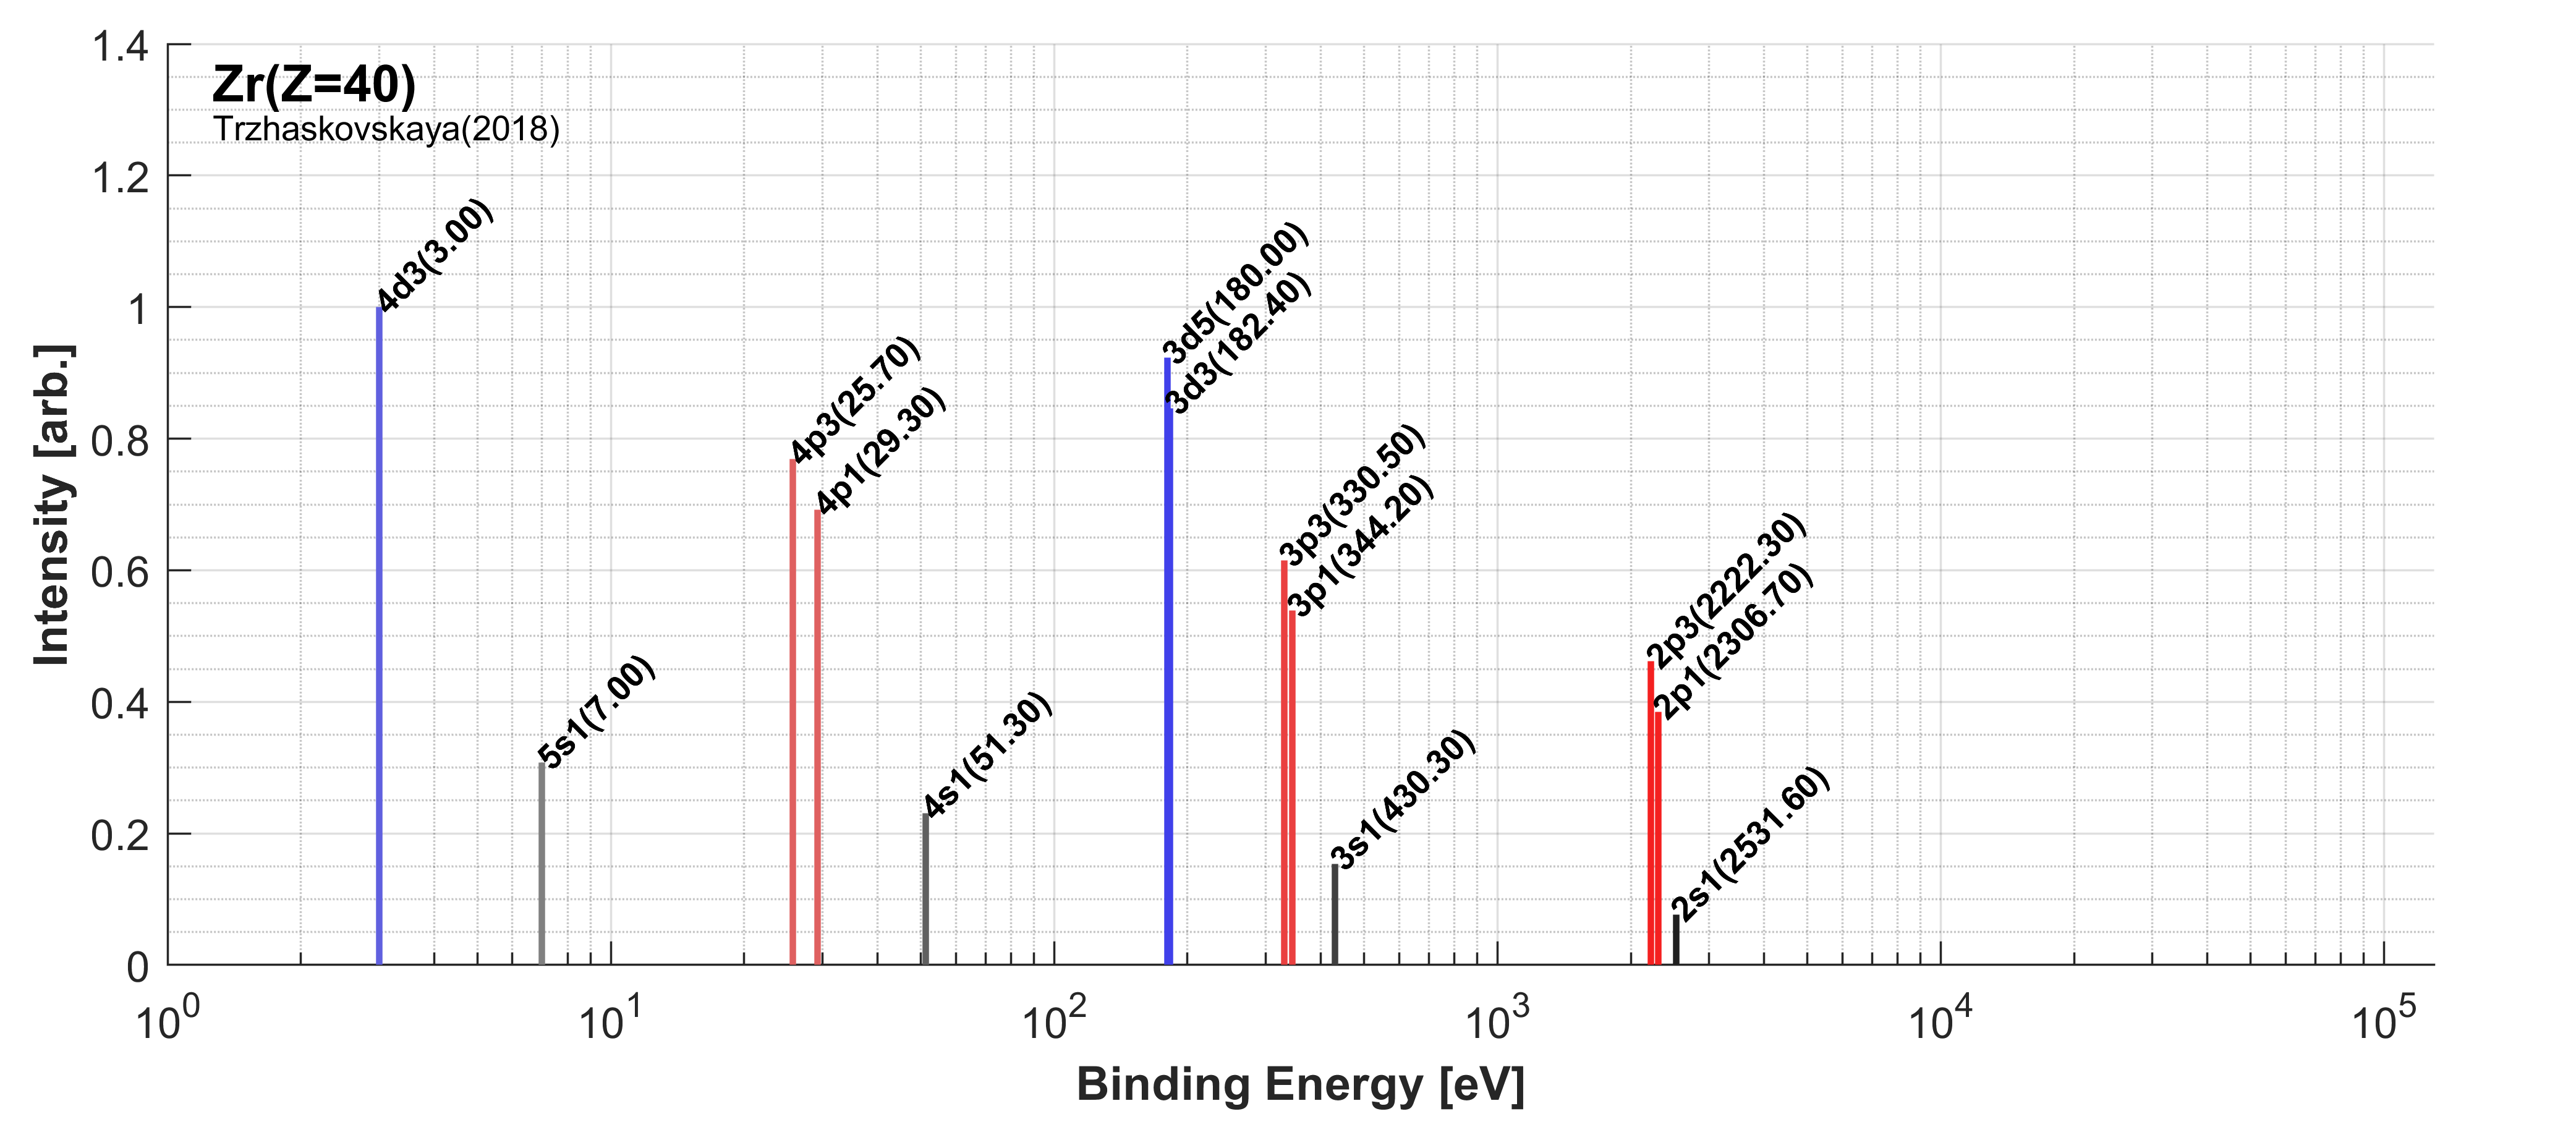 Zr(Z=40)
Trzhaskovskaya(2018)
1.4
1.2
1
0.8
0.6
0.4
0.2
0
Intensity [arb.]
4d3(3.00)
5s1(7.00)
4p3(25.70)
4p1(29.30)
4s1(51.30)
3d5(180.00)
3d3(182.40)
3p3(330.50)
3p1(344.20)
3s1(430.30)
2p3(2222.30)
2p1(2306.70)
2s1(2531.60)
10^0 10^1 10^2 10^3 10^4 10^5
Binding Energy [eV]